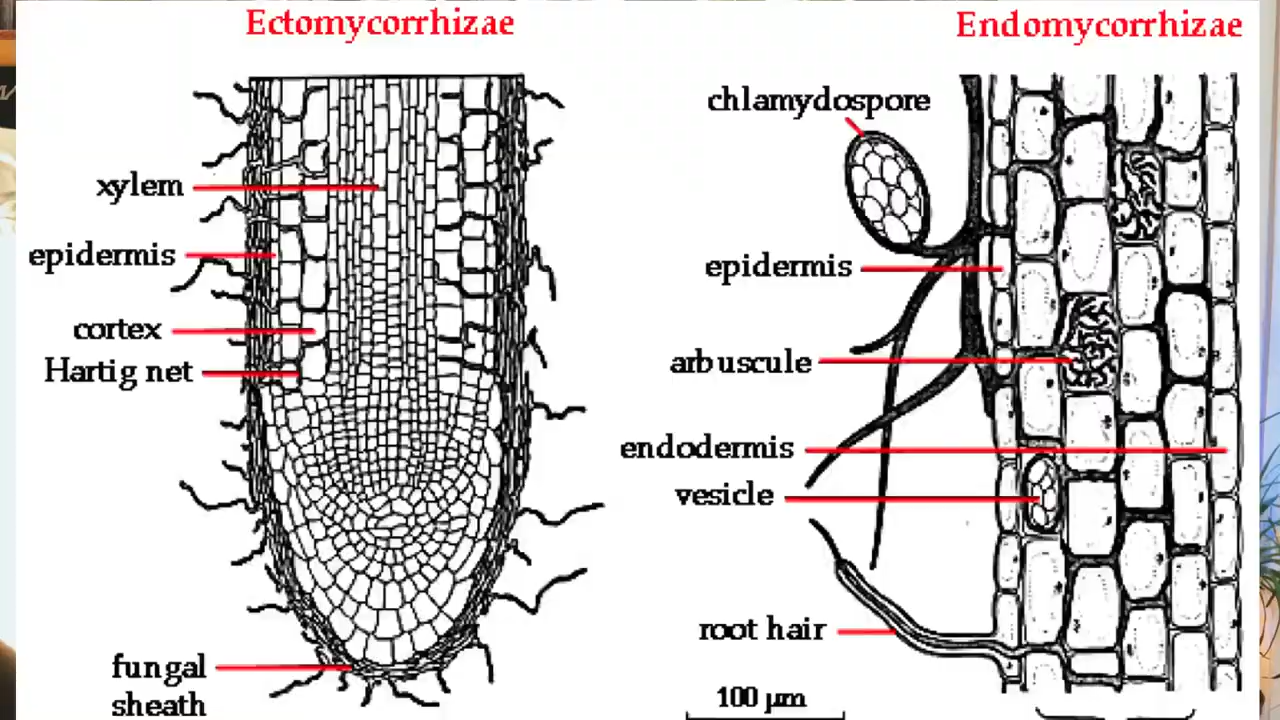 Ectomycorrhizae
xylem
epidermis
cortex
Hartig net
fungal
sheath
Endomycorrhizae
chlamydospore
epidermis
arbuscule
endodermis
vesicle
root hair
100 µm